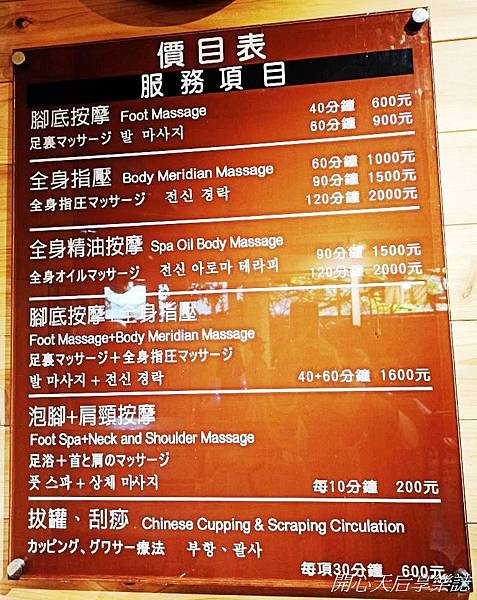 價目表
服務項目
腳底按摩 Foot Massage 40分鐘 600元
足裏マッサージ 발 마사지 60分鐘 900元
全身指壓 Body Meridian Massage 60分鐘 1000元
90分鐘 1500元
全身指圧マッサージ 전신 경락 120分鐘 2000元
全身精油按摩 Spa Oil Body Massage 90分鐘 1500元
全身オイルマッサージ 전신 아로마 테라피 120分鐘 2000元
腳底按摩+全身指壓
Foot Massage+Body Meridian Massage
足裏マッサージ+全身指圧マッサージ
발 마사지 + 전신 경락 40+60分鐘 1600元
泡腳+肩頸按摩
Foot Spa+Neck and Shoulder Massage
足浴+首と肩のマッサージ
풋 스파 + 상체 마사지 每10分鐘 200元
拔罐、刮痧 Chinese Cupping & Scraping Circulation
カッピング、グワサー療法 부항、괄사
每項30分鐘 600元
開心天后享樂誌